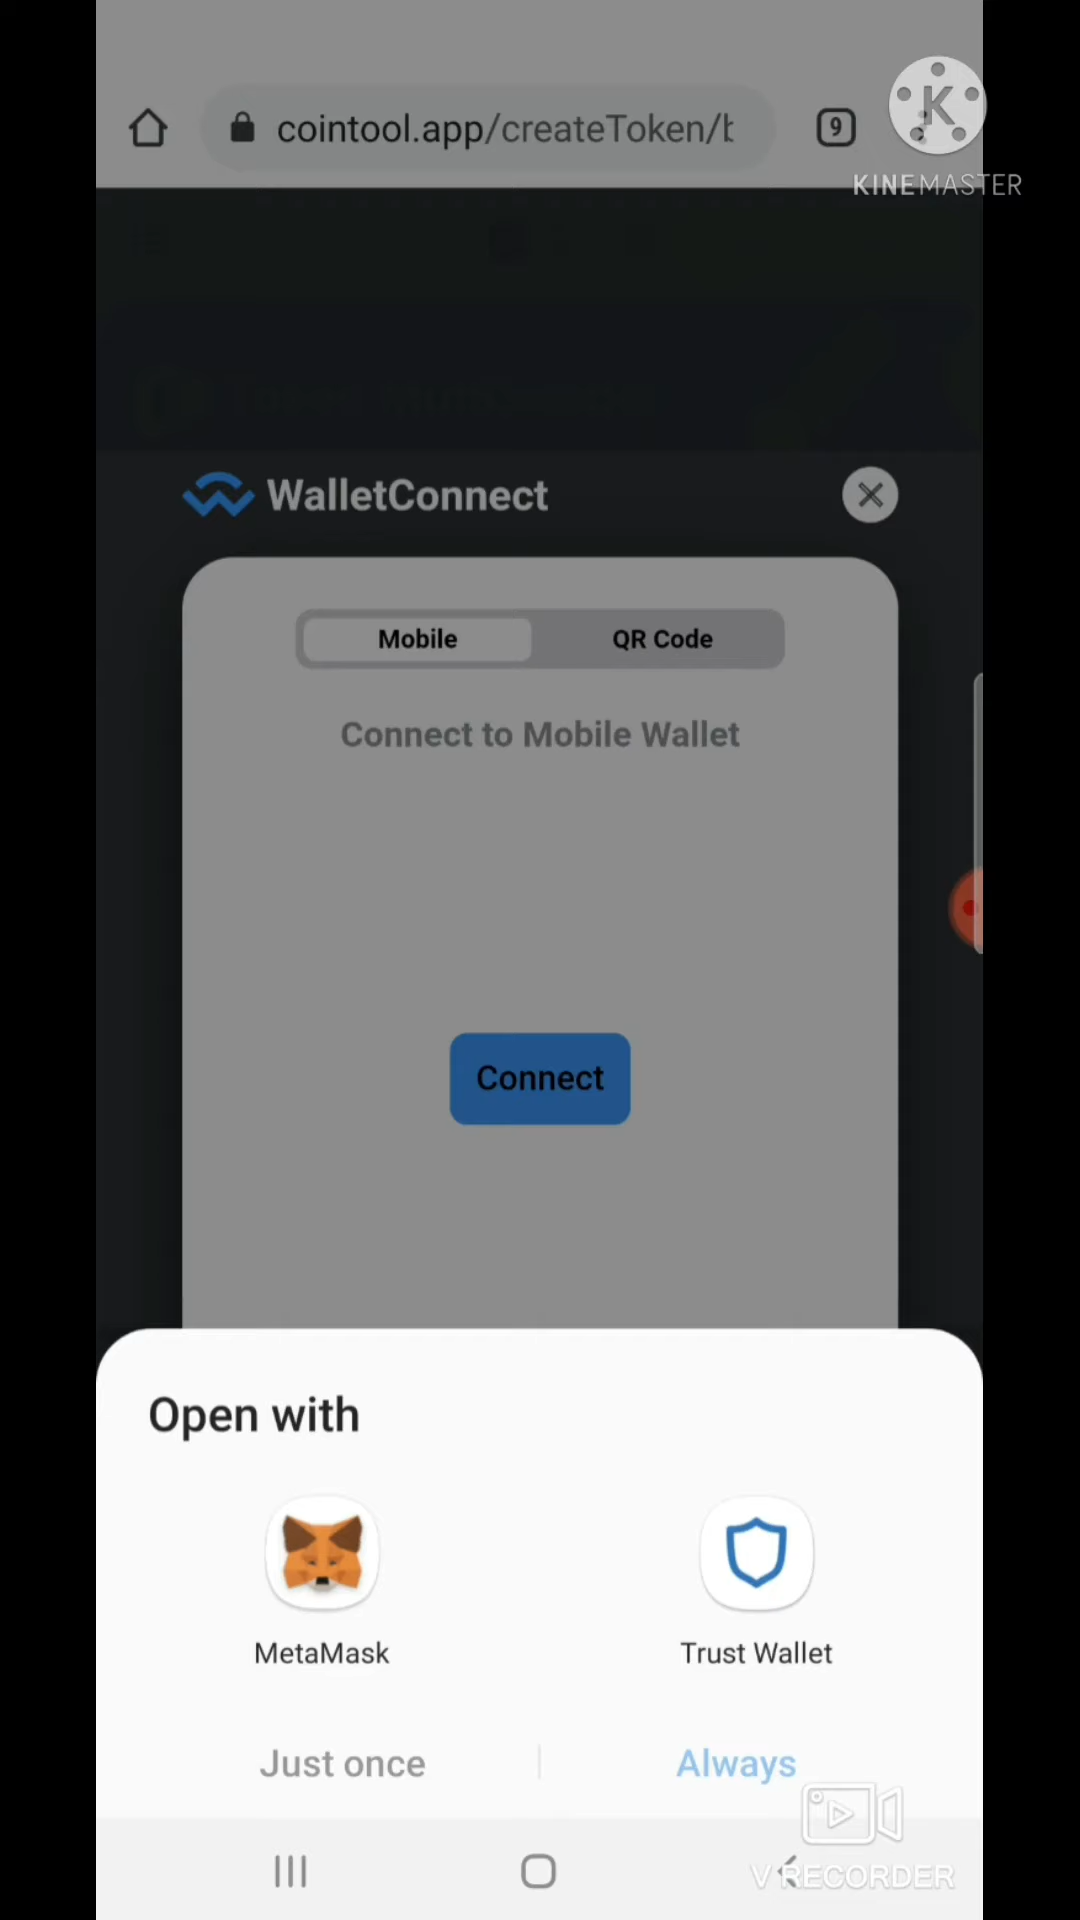 cointool.app/createToken/b
9
K
KINEMASTER
WalletConnect
Mobile
QR Code
Connect to Mobile Wallet
Connect
Open with
MetaMask
Trust Wallet
Just once
Always
V RECORDER